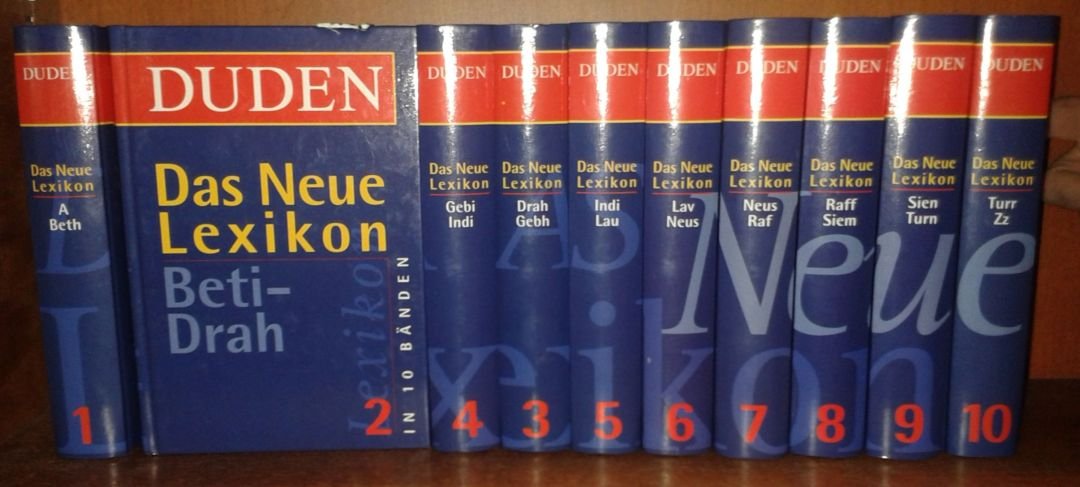 DUDEN
Das Neue
Lexikon
A
Beth
1
DUDEN
Das Neue
Lexikon
Beti–
Drah
Lexiko
2
IN 10 BÄNDEN
DUDEN
Das Neue
Lexikon
Gebi
Indi
4
DUDEN
Das Neue
Lexikon
Drah
Gebh
3
DUDEN
Das Neue
Lexikon
Indi
Lau
5
DUDEN
Das Neue
Lexikon
Lav
Neus
6
DUDEN
Das Neue
Lexikon
Neus
Raf
7
DUDEN
Das Neue
Lexikon
Raff
Siem
8
DUDEN
Das Neue
Lexikon
Sien
Turn
9
DUDEN
Das Neue
Lexikon
Turr
Zz
10
Neue